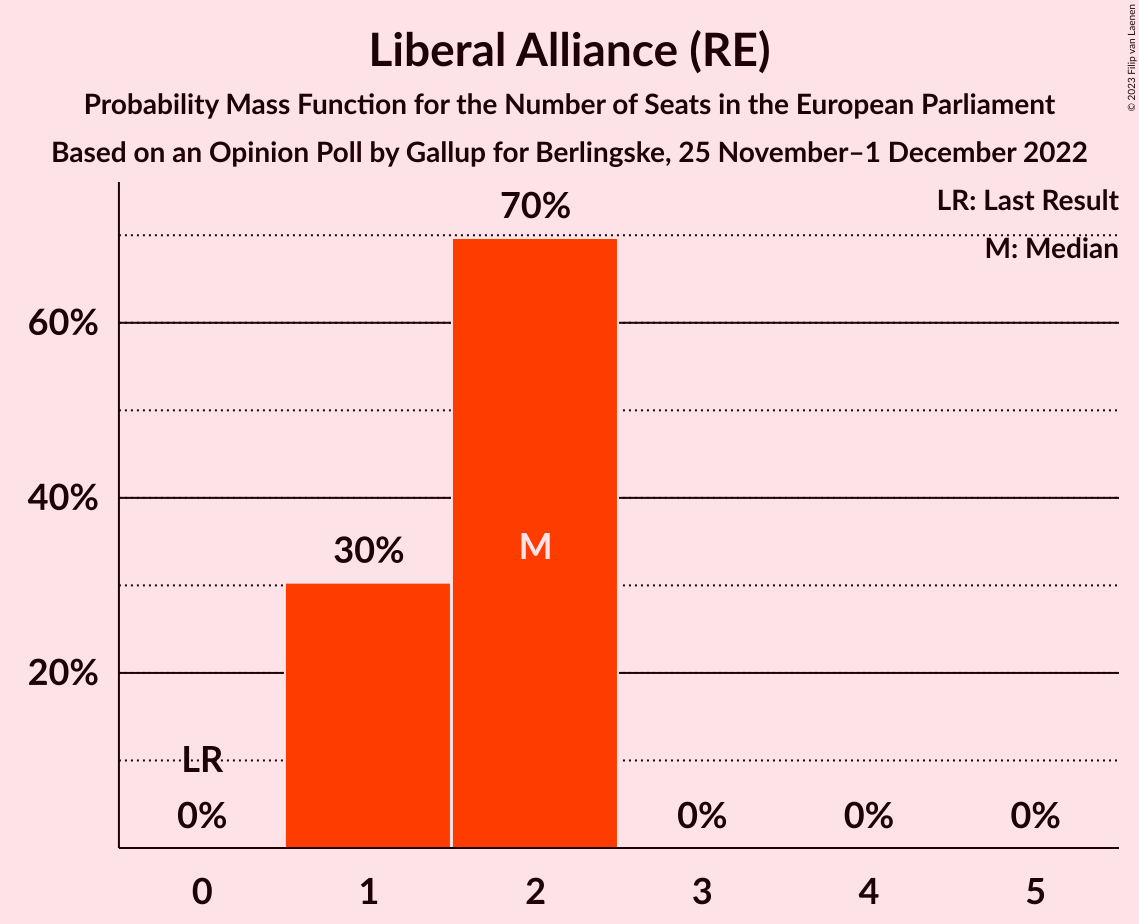 Liberal Alliance (RE)
Probability Mass Function for the Number of Seats in the European Parliament
Based on an Opinion Poll by Gallup for Berlingske, 25 November–1 December 2022
© 2023 Filip van Laenen
LR: Last Result
M: Median
70%
60%
40%
30%
M
20%
LR
0%
0%
0%
0%
0
1
2
3
4
5